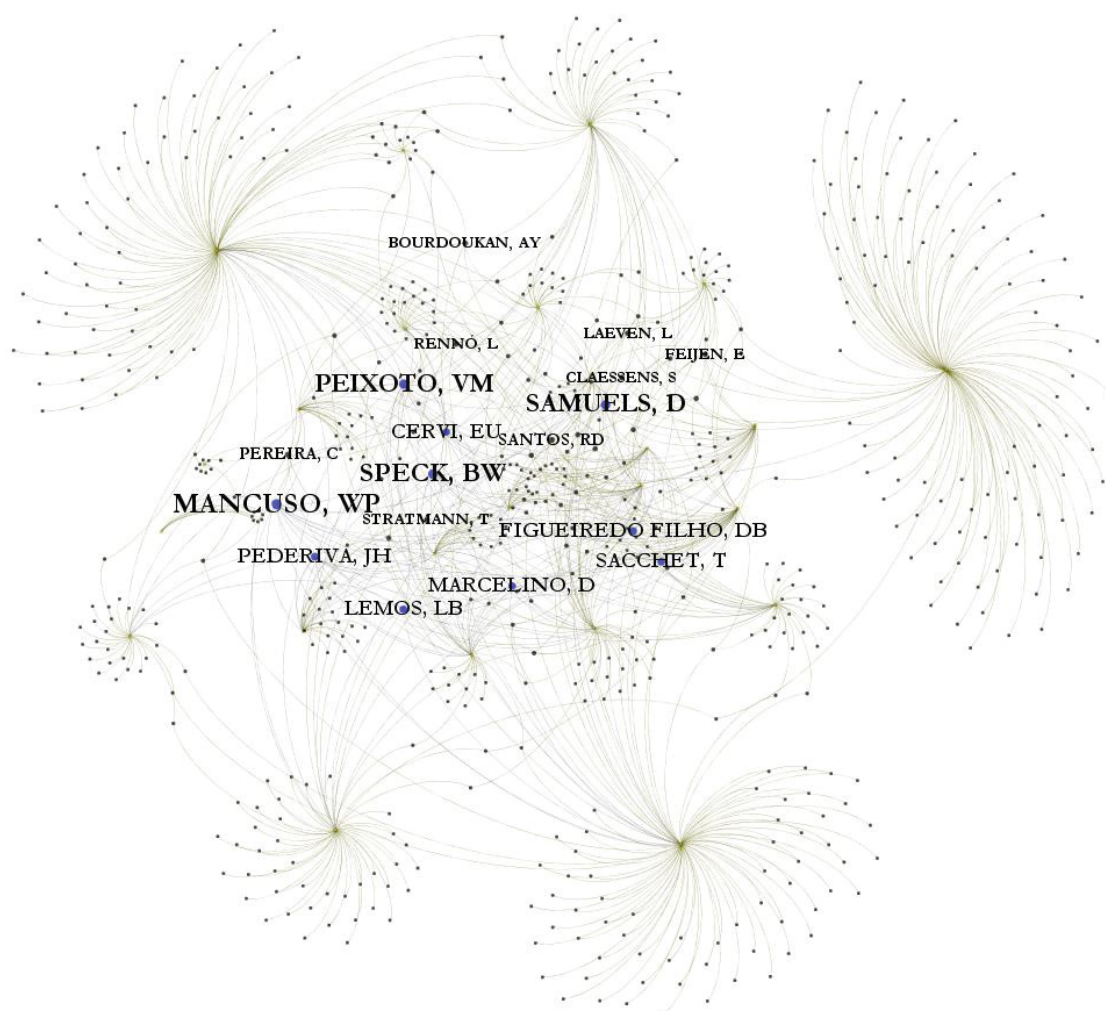 BOURDOUKAN, AY
LAEVEN, L
RENNÓ, L
FEIJEN, E
CLAESSENS, S
PEIXOTO, VM
SAMUELS, D
CERVI, EU
SANTOS, RD
PEREIRA, C
SPECK, BW
MANCUSO, WP
STRATMANN, T
FIGUEIREDO FILHO, DB
PEDERIVA, JH
SACCHET, T
MARCELINO, D
LEMOS, LB